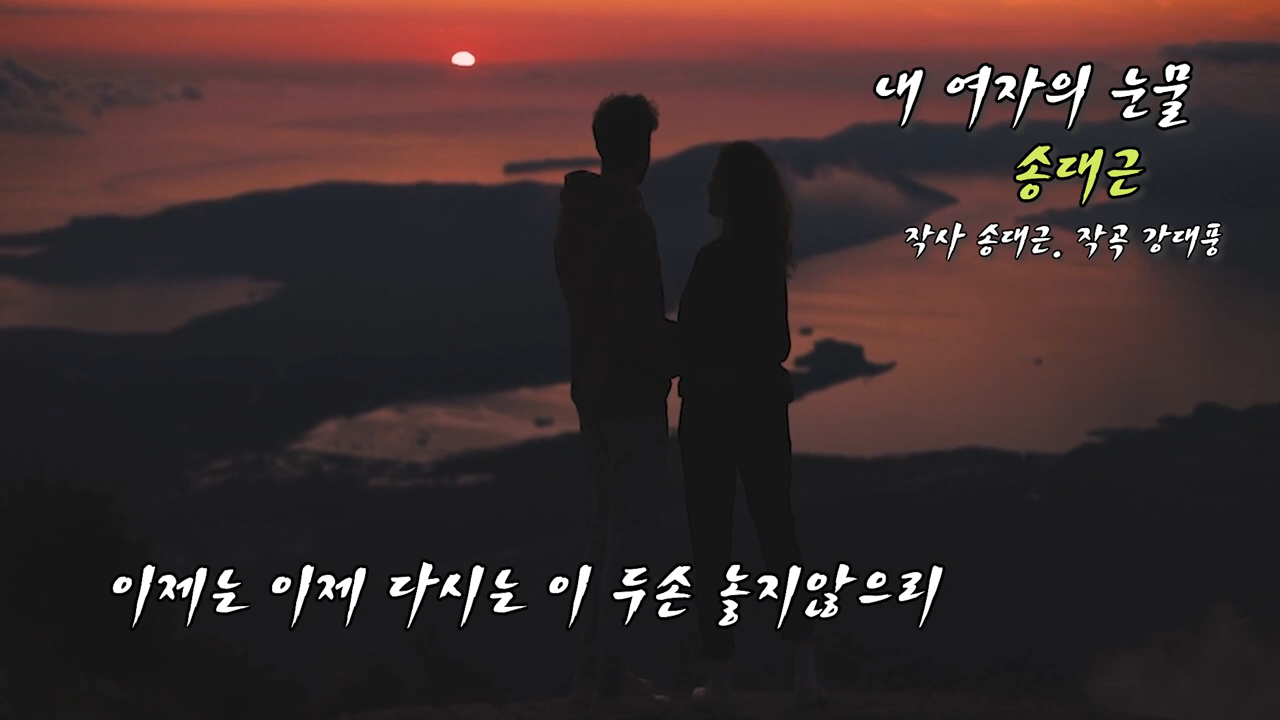 내 여자의 눈물
송대근
작사 송대근. 작곡 강대풍
이제는 이제 다시는 이 두손 놓지않으리